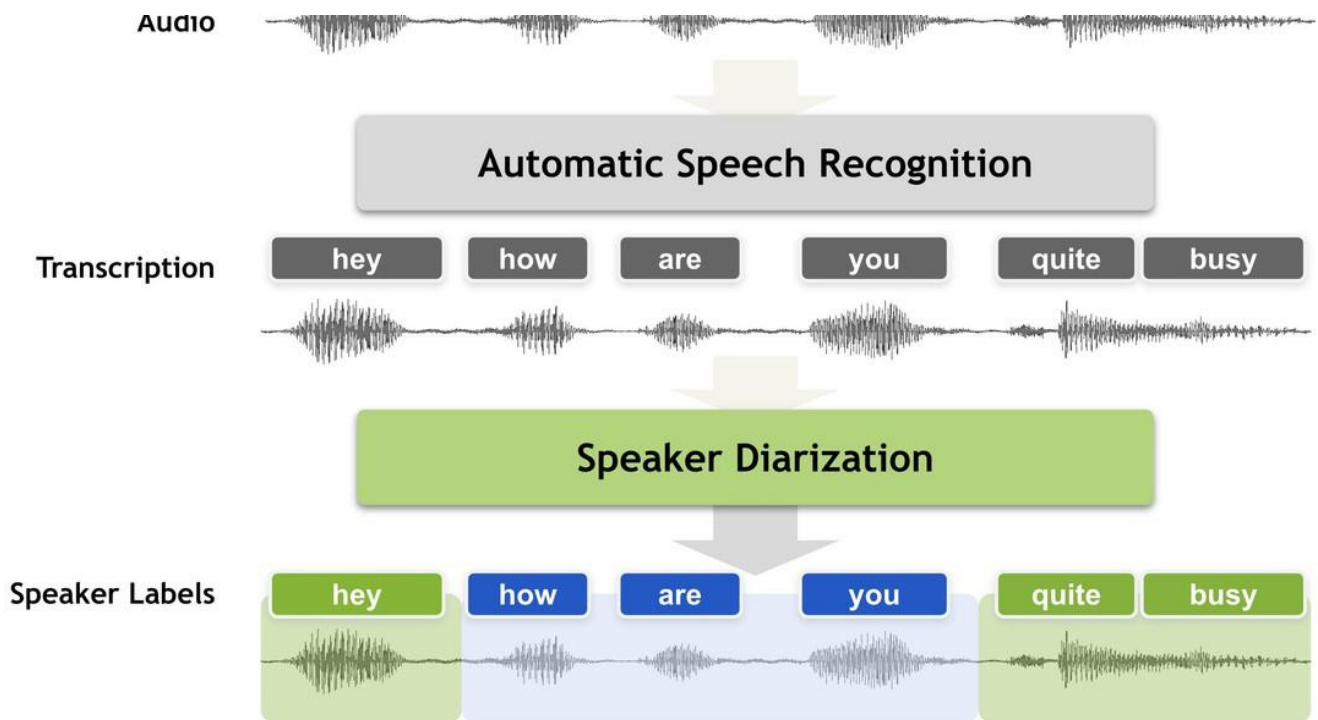 Audio
Automatic Speech Recognition
Transcription hey how are you quite busy
Speaker Diarization
Speaker Labels hey how are you quite busy